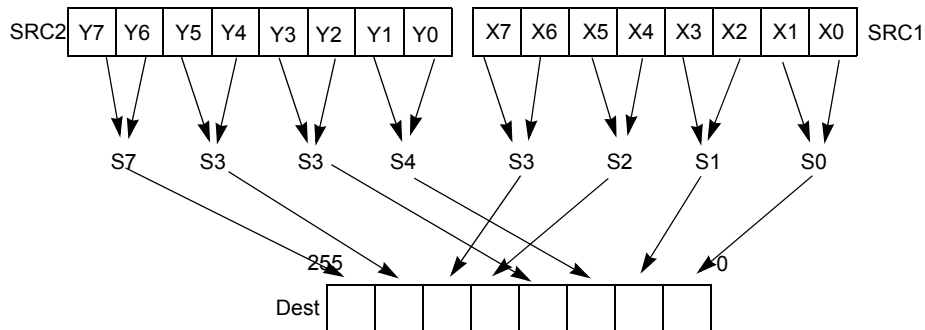 SRC2 Y7 Y6 Y5 Y4 Y3 Y2 Y1 Y0 X7 X6 X5 X4 X3 X2 X1 X0 SRC1
S7 S3 S3 S4 S3 S2 S1 S0
255 0
Dest